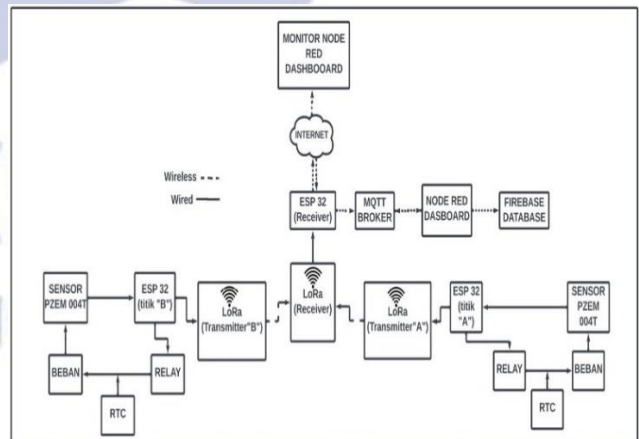 MONITOR NODE
RED
DASHBOOARD
INTERNET
Wireless
Wired
ESP 32
(Receiver)
MQTT
BROKER
NODE RED
DASBOARD
FIREBASE
DATABASE
SENSOR
PZEM 004T
ESP 32
(titik "B")
LoRa
(Transmitter"B")
LoRa
(Receiver)
LoRa
(Transmitter"A")
ESP 32
(titik
"A")
SENSOR
PZEM
004T
BEBAN
RELAY
RTC
RELAY
BEBAN
RTC